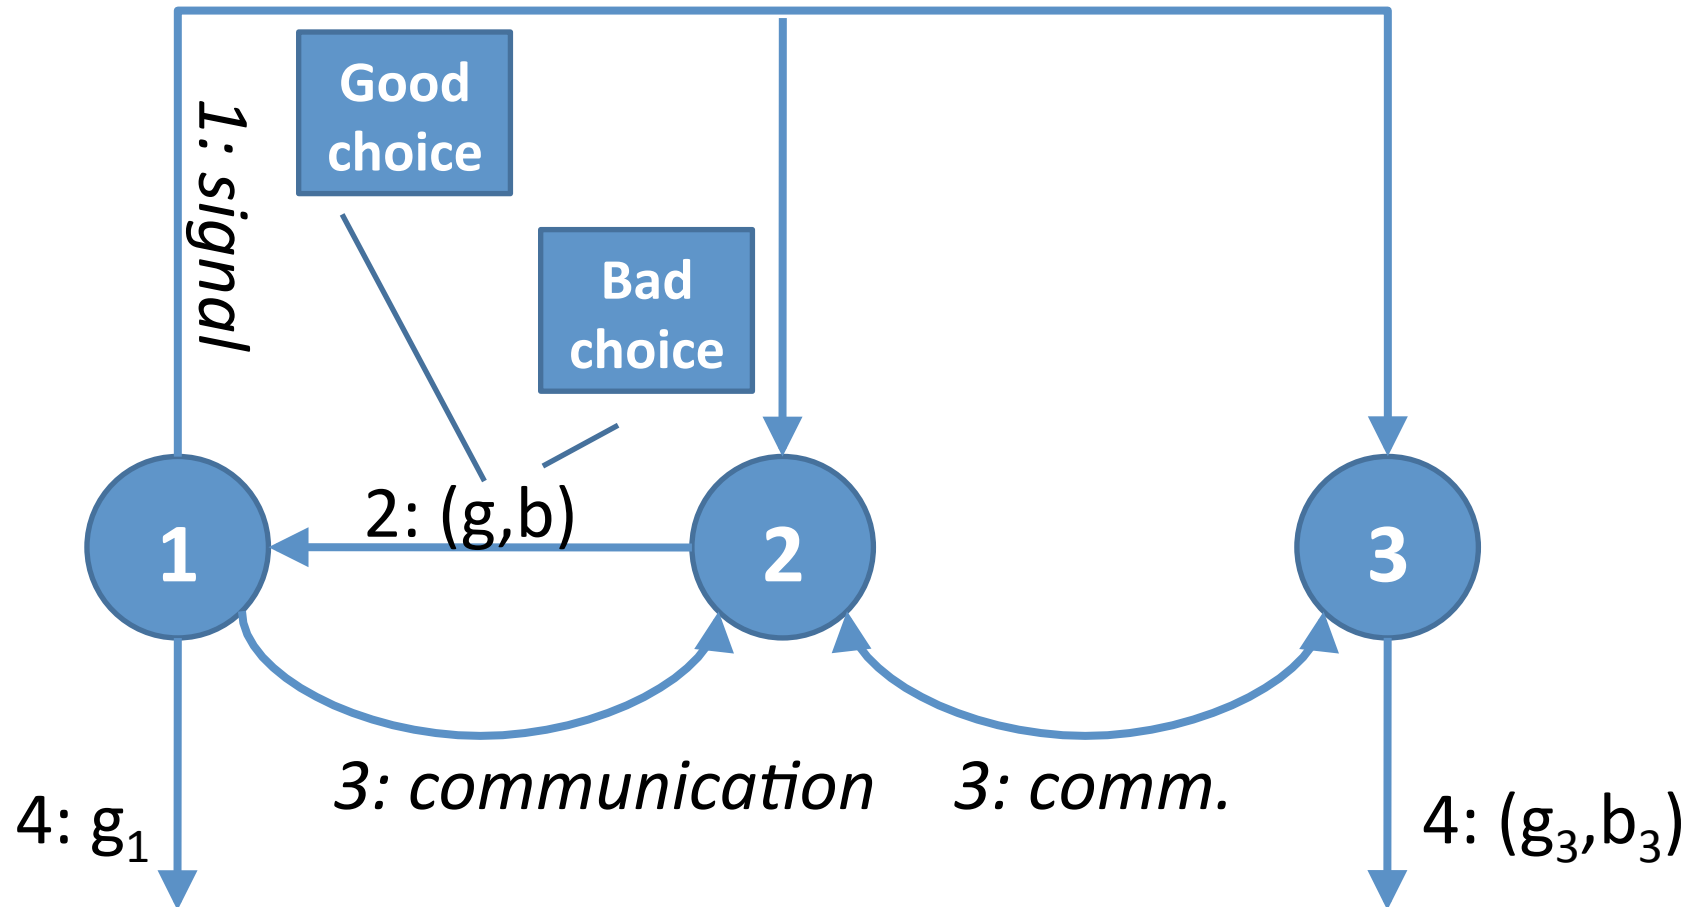 1: signal
Good
choice
Bad
choice
2: (g,b)
1
2
3
3: communication
3: comm.
4: g₁
4: (g₃,b₃)